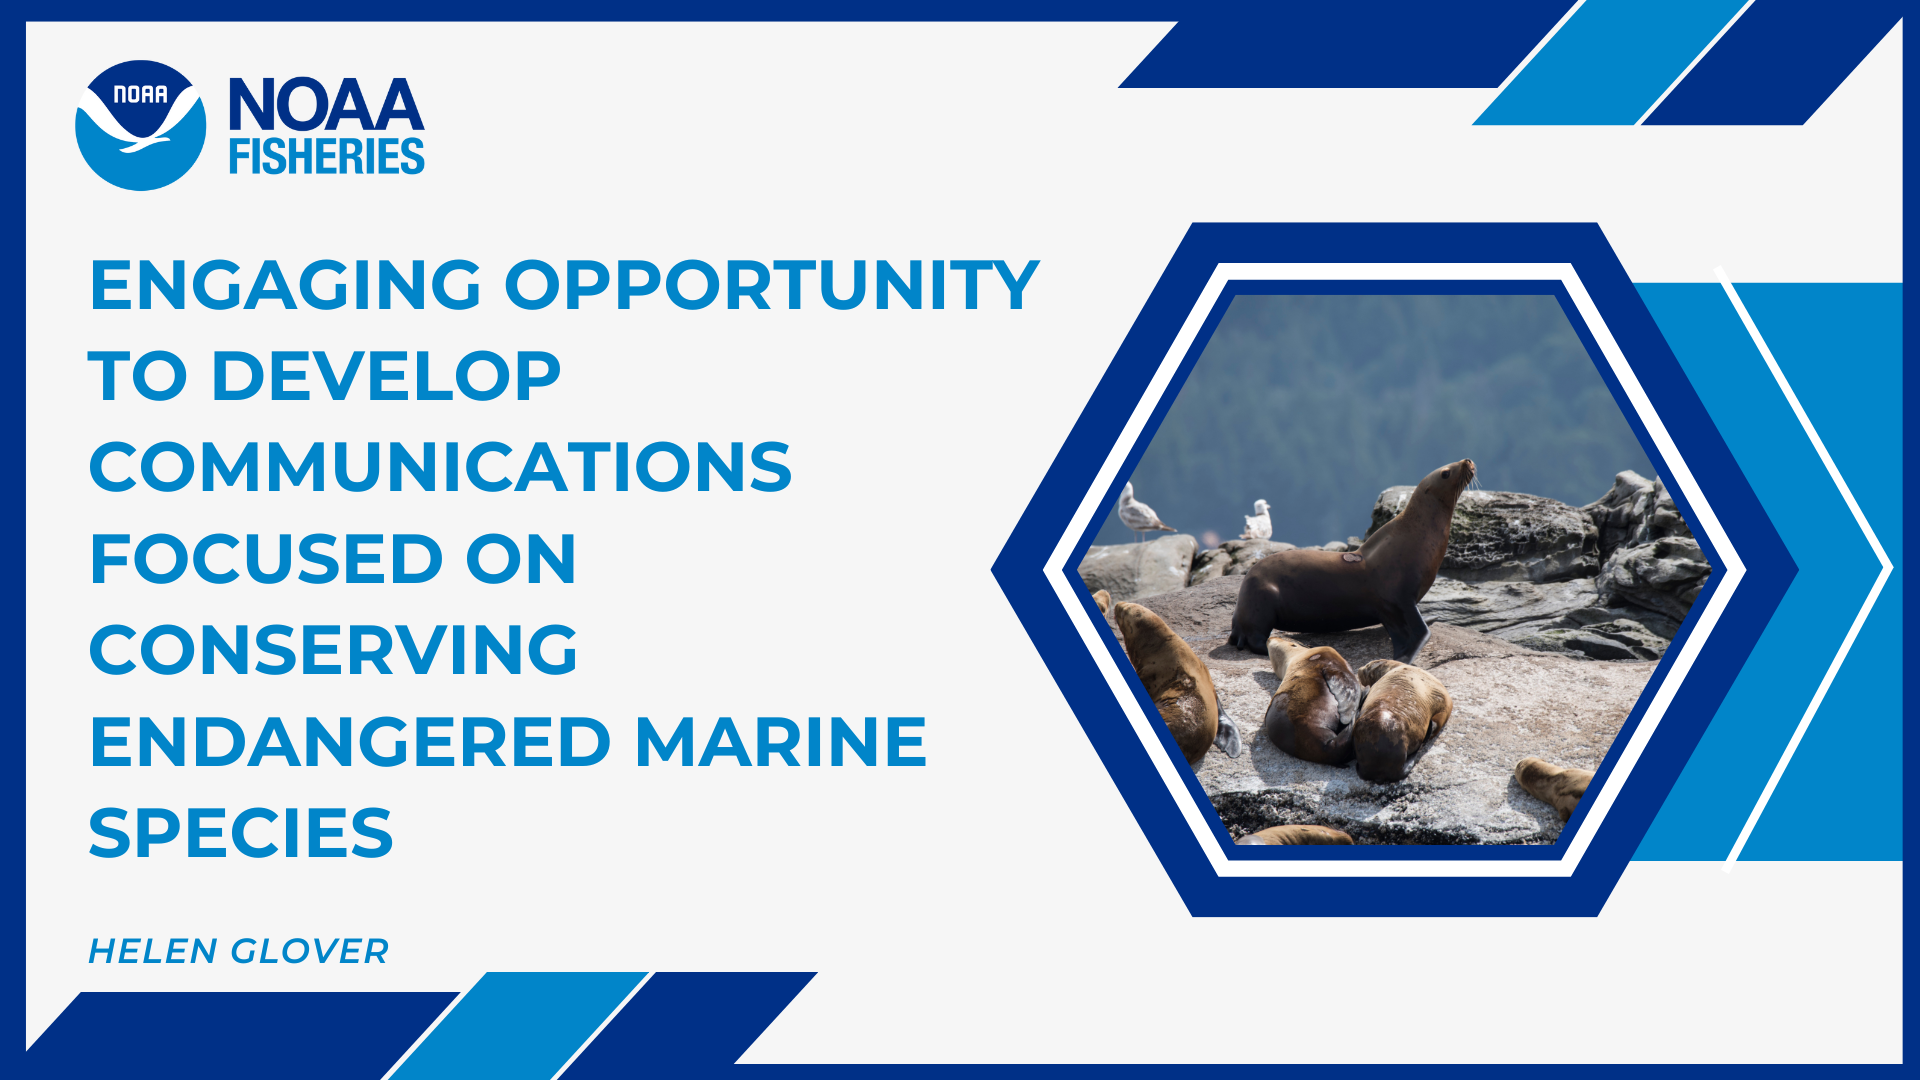 NOAA
NOAA
FISHERIES
ENGAGING OPPORTUNITY
TO DEVELOP
COMMUNICATIONS
FOCUSED ON
CONSERVING
ENDANGERED MARINE
SPECIES
HELEN GLOVER